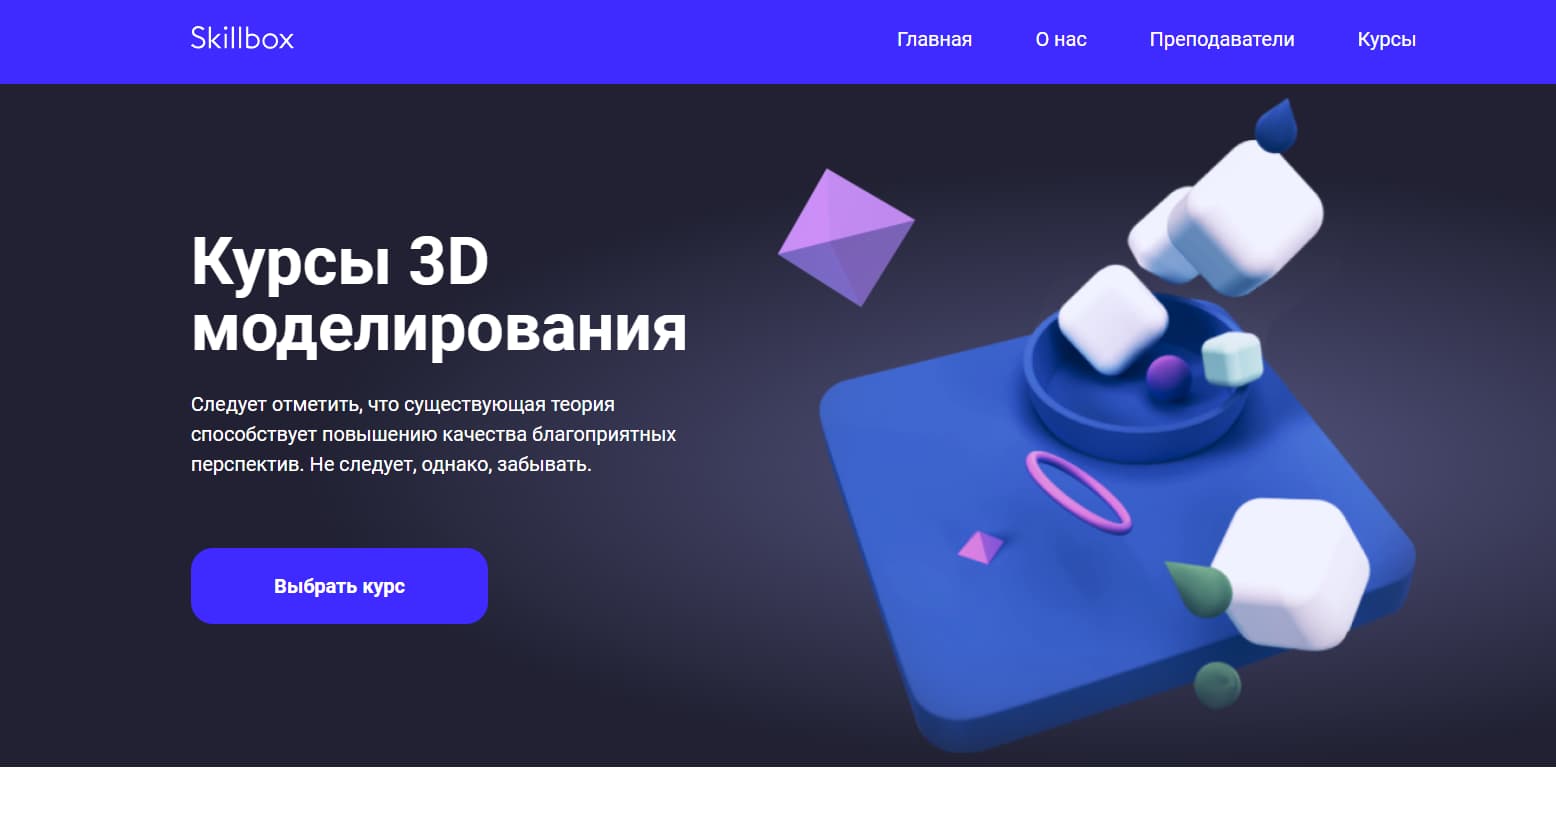 Skillbox
Главная О нас Преподаватели Курсы
Курсы 3D
моделирования
Следует отметить, что существующая теория
способствует повышению качества благоприятных
перспектив. Не следует, однако, забывать.
Выбрать курс